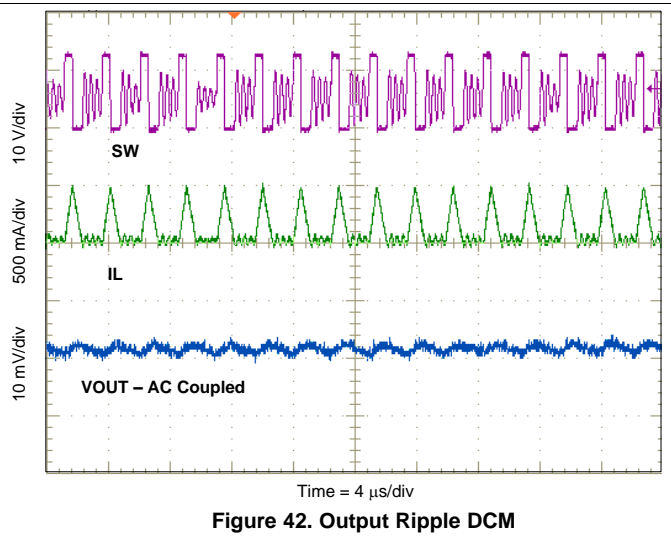 10 V/div
SW
500 mA/div
IL
10 mV/div
VOUT – AC Coupled
Time = 4 μs/div
Figure 42. Output Ripple DCM